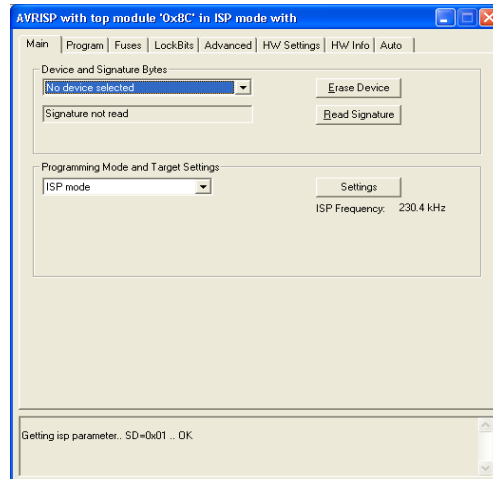 AVRISP with top module '0x8C' in ISP mode with
Main Program Fuses LockBits Advanced HW Settings HW Info Auto
Device and Signature Bytes
No device selected
Erase Device
Signature not read
Read Signature
Programming Mode and Target Settings
ISP mode
Settings
ISP Frequency: 230.4 kHz
Getting isp parameter.. SD=0x01 .. OK